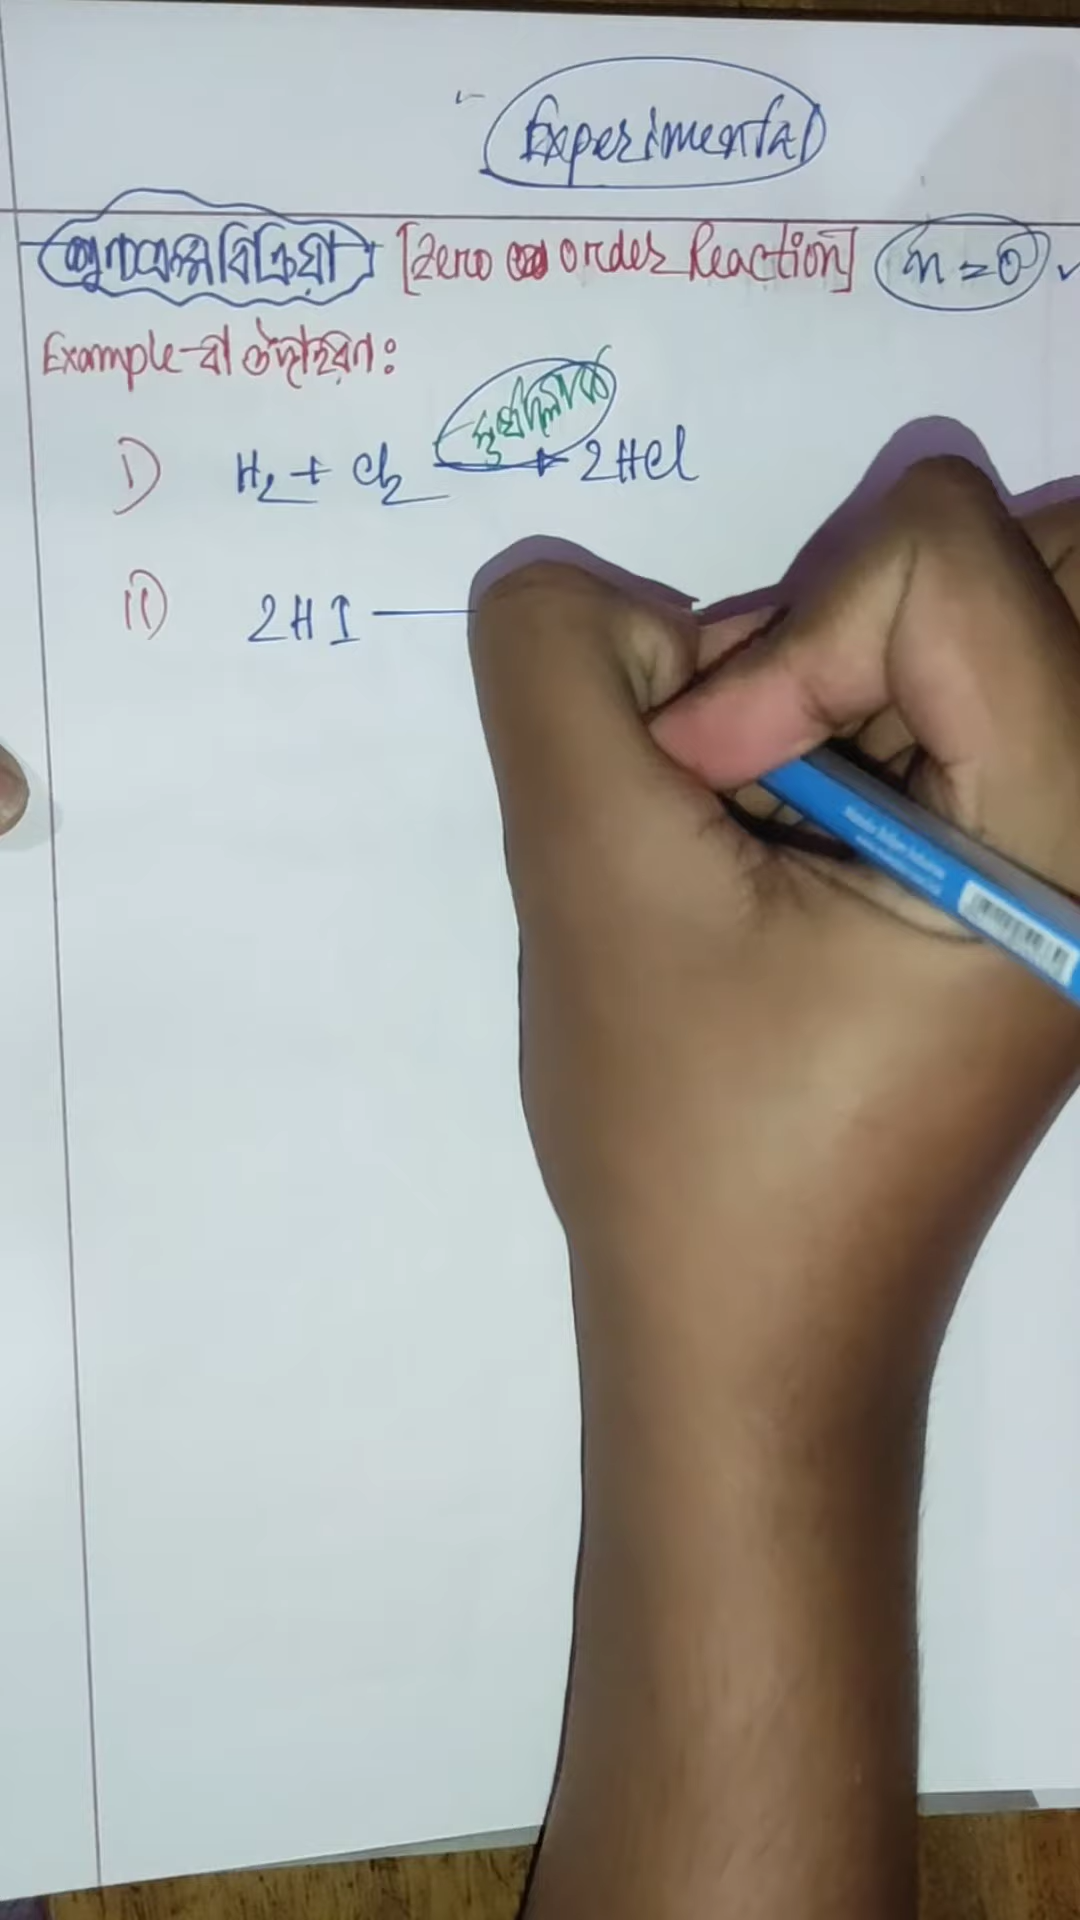 Experimental
শূন্যক্রম বিক্রিয়া [Zero order Reaction] n = 0
Example-বা উদাহরণ :
সূর্যালোক
i) H₂ + Cl₂ → 2HCl
ii) 2HI